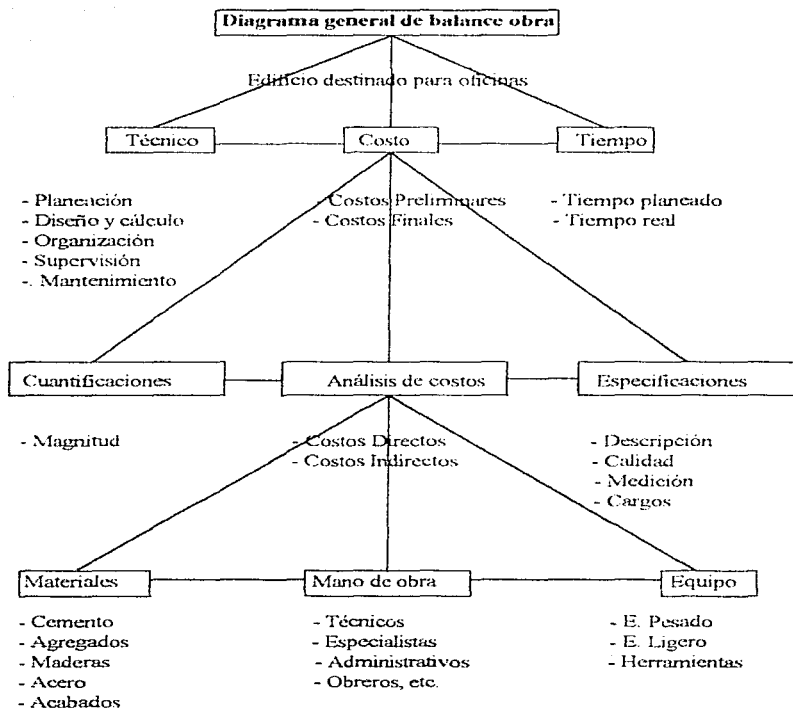 Diagrama general de balance obra
Edificio destinado para oficinas
Técnico
Costo
Tiempo
- Planeación
- Diseño y cálculo
- Organización
- Supervisión
-. Mantenimiento
- Costos Preliminares
- Costos Finales
- Tiempo planeado
- Tiempo real
Cuantificaciones
Análisis de costos
Especificaciones
- Magnitud
- Costos Directos
- Costos Indirectos
- Descripción
- Calidad
- Medición
- Cargos
Materiales
Mano de obra
Equipo
- Cemento
- Agregados
- Maderas
- Acero
- Acabados
- Técnicos
- Especialistas
- Administrativos
- Obreros, etc.
- E. Pesado
- E. Ligero
- Herramientas